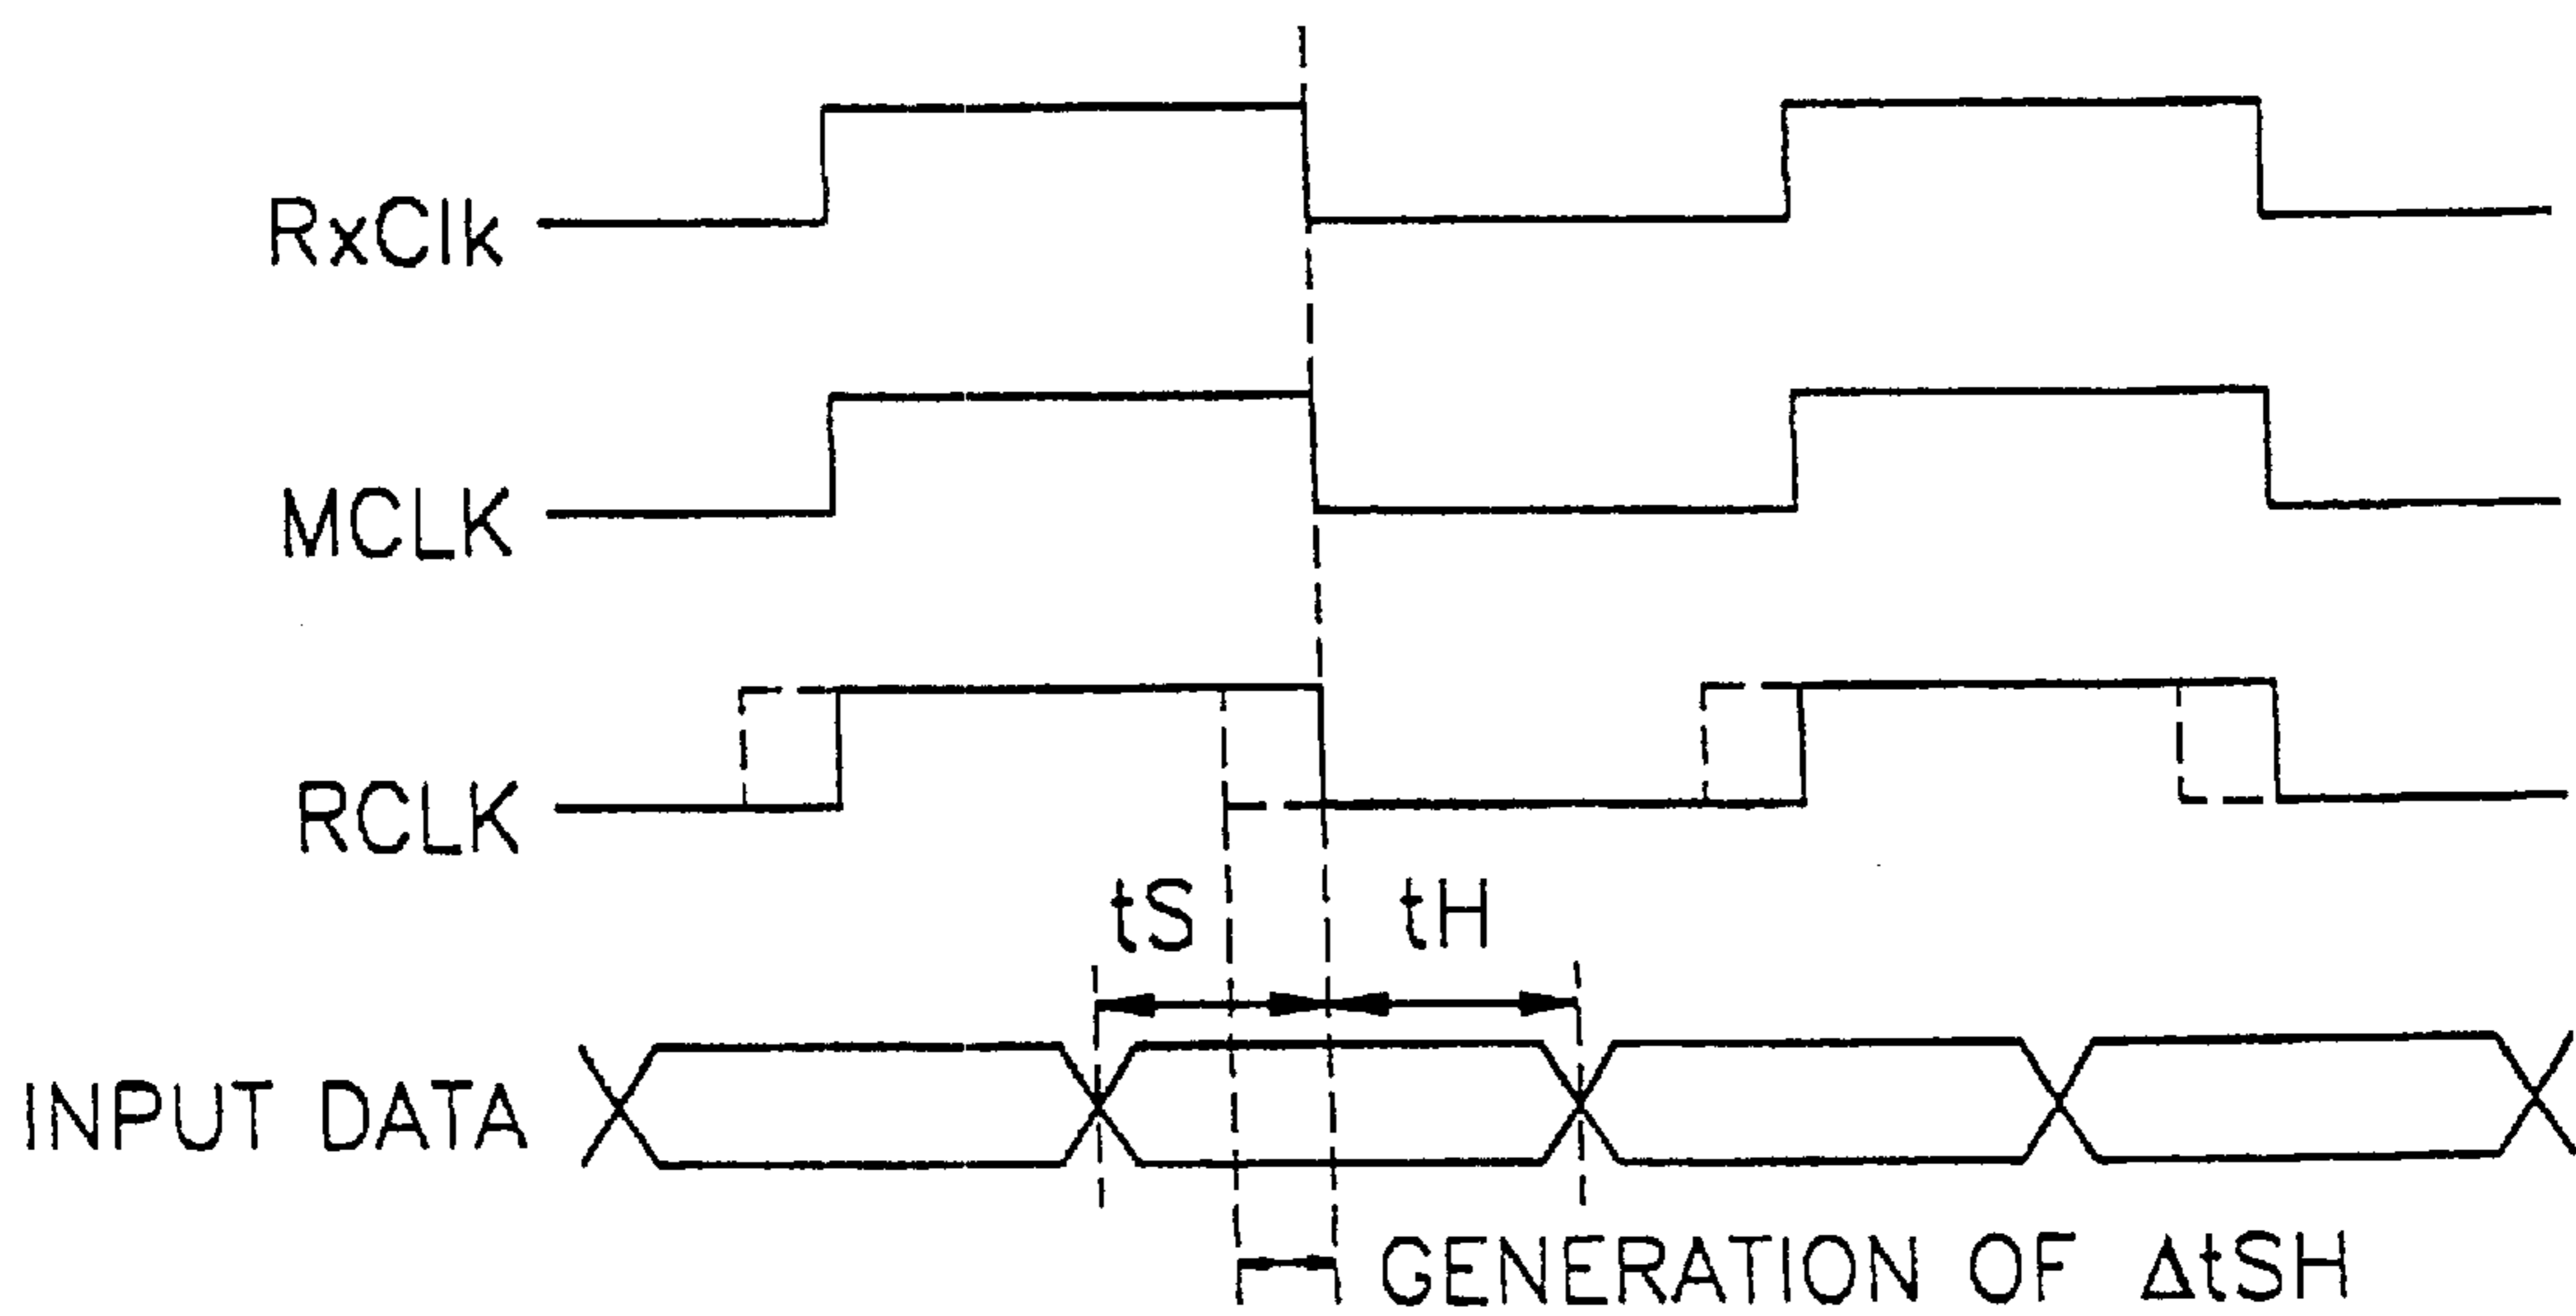 RxClk
MCLK
RCLK
tS tH
INPUT DATA
GENERATION OF ΔtSH